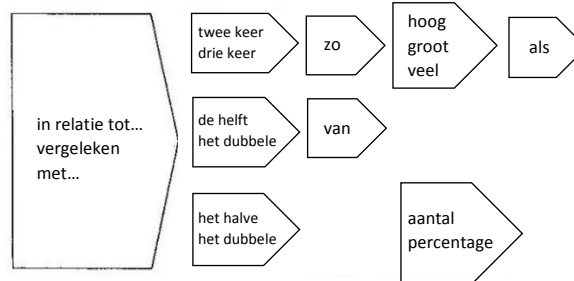 in relatie tot...
vergeleken
met...
twee keer
drie keer
zo
hoog
groot
veel
als
de helft
het dubbele
van
het halve
het dubbele
aantal
percentage